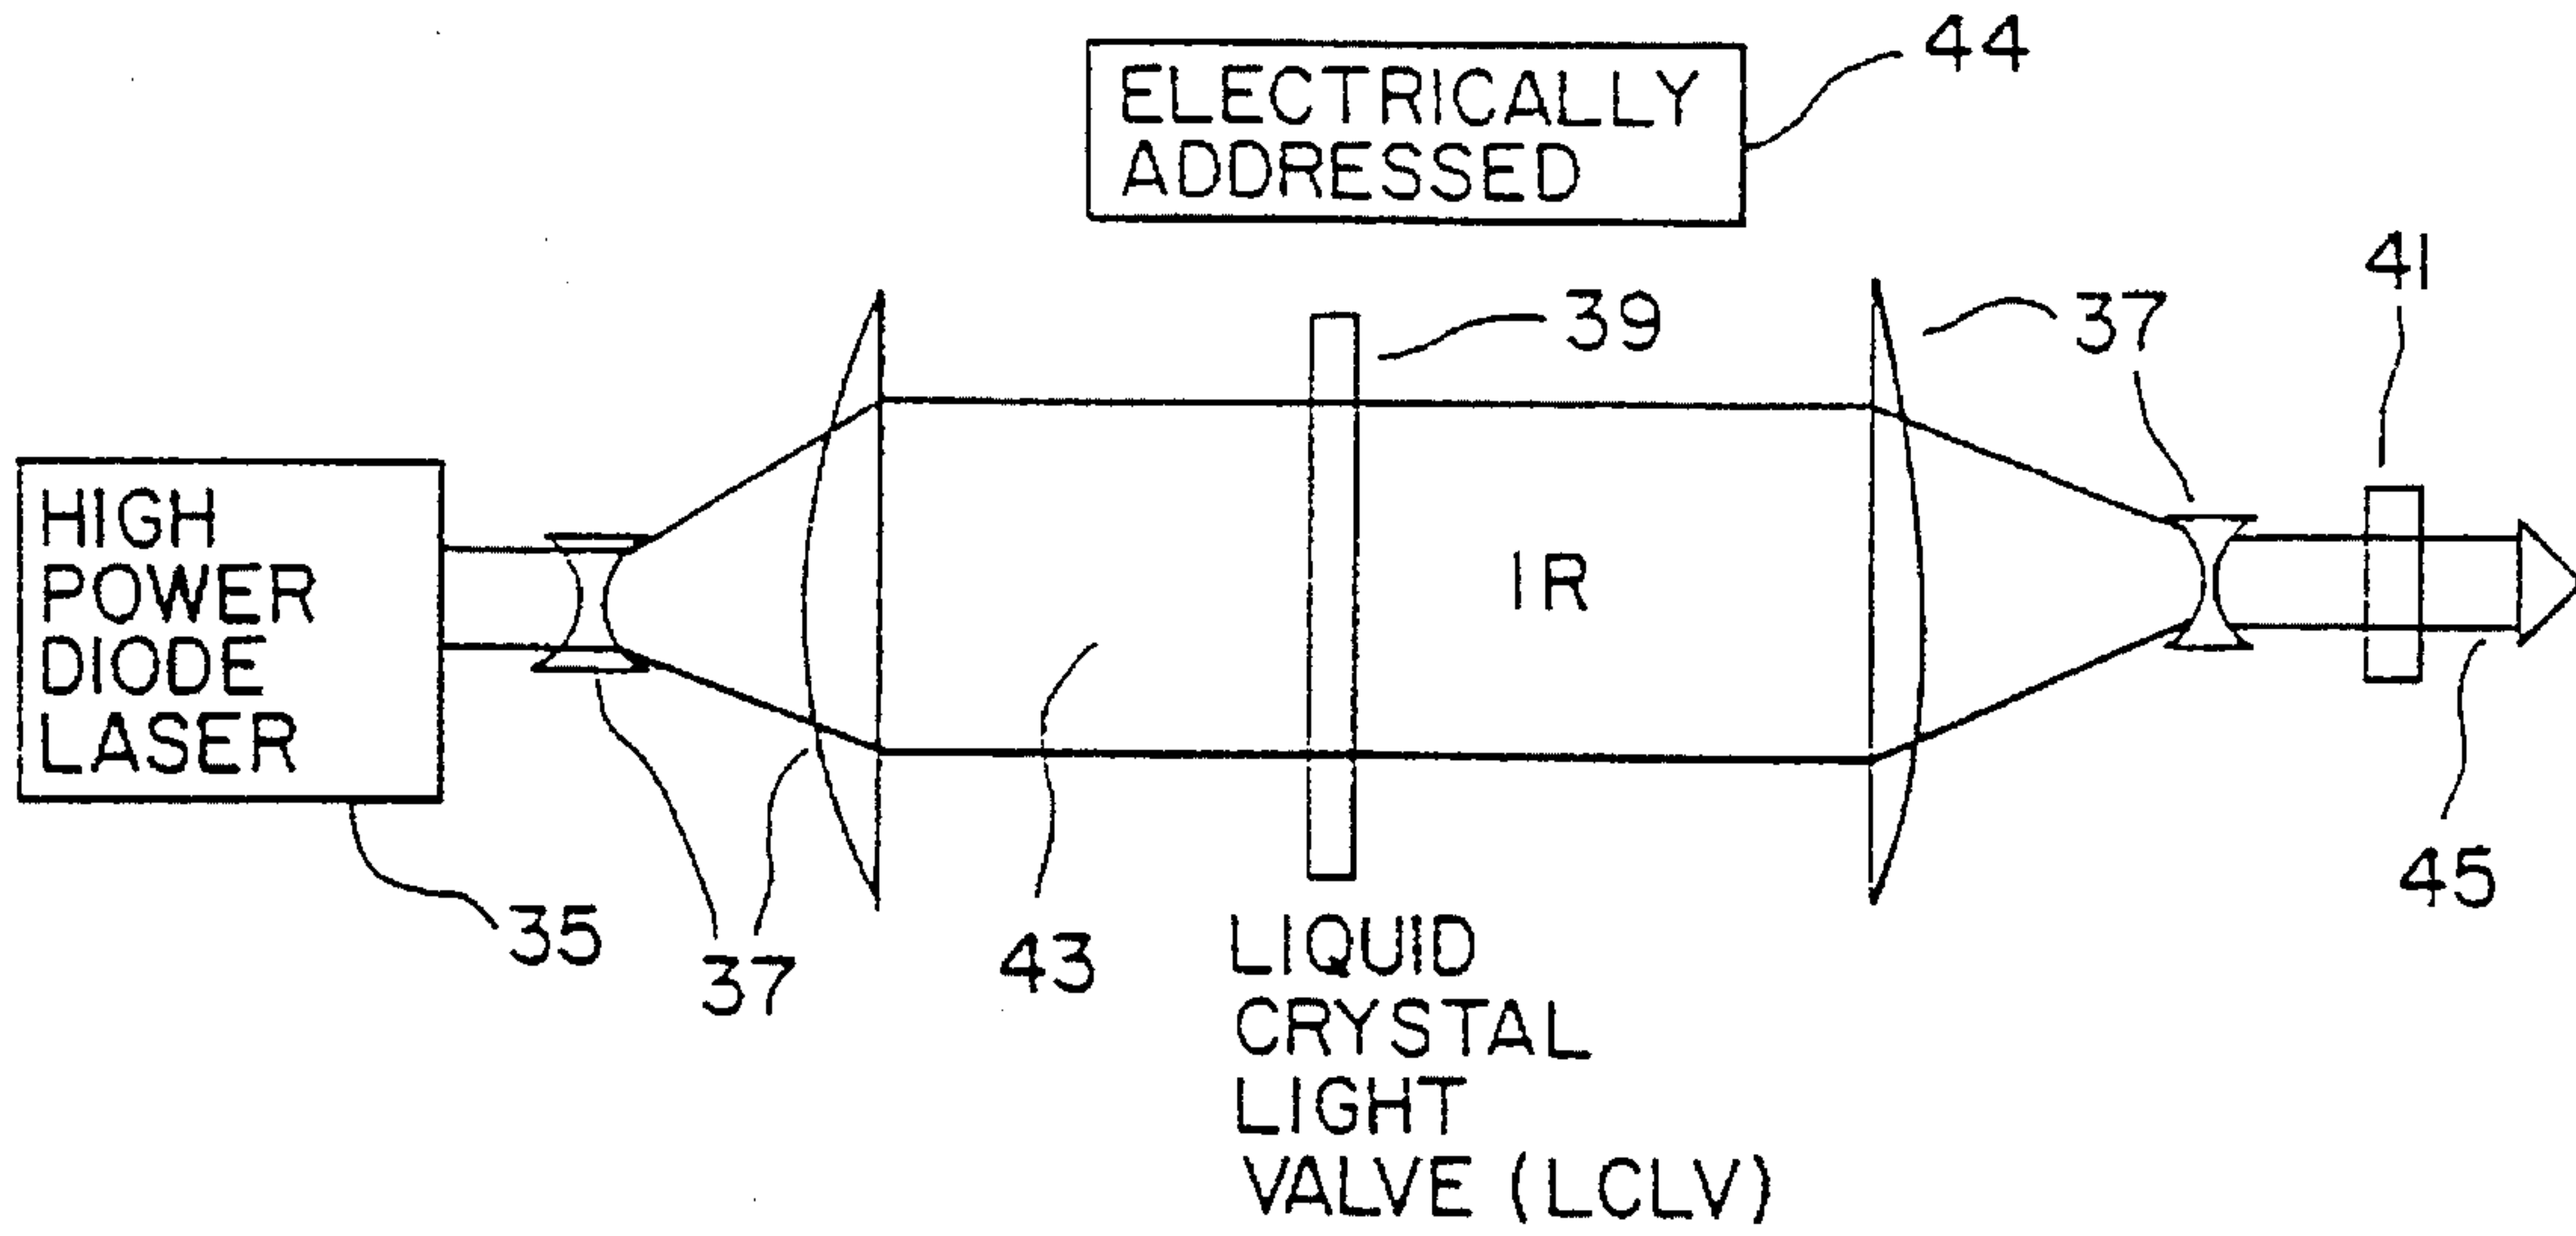 ELECTRICALLY
ADDRESSED
44
41
39
37
HIGH
POWER
DIODE
LASER
IR
35
37
43
45
LIQUID
CRYSTAL
LIGHT
VALVE (LCLV)